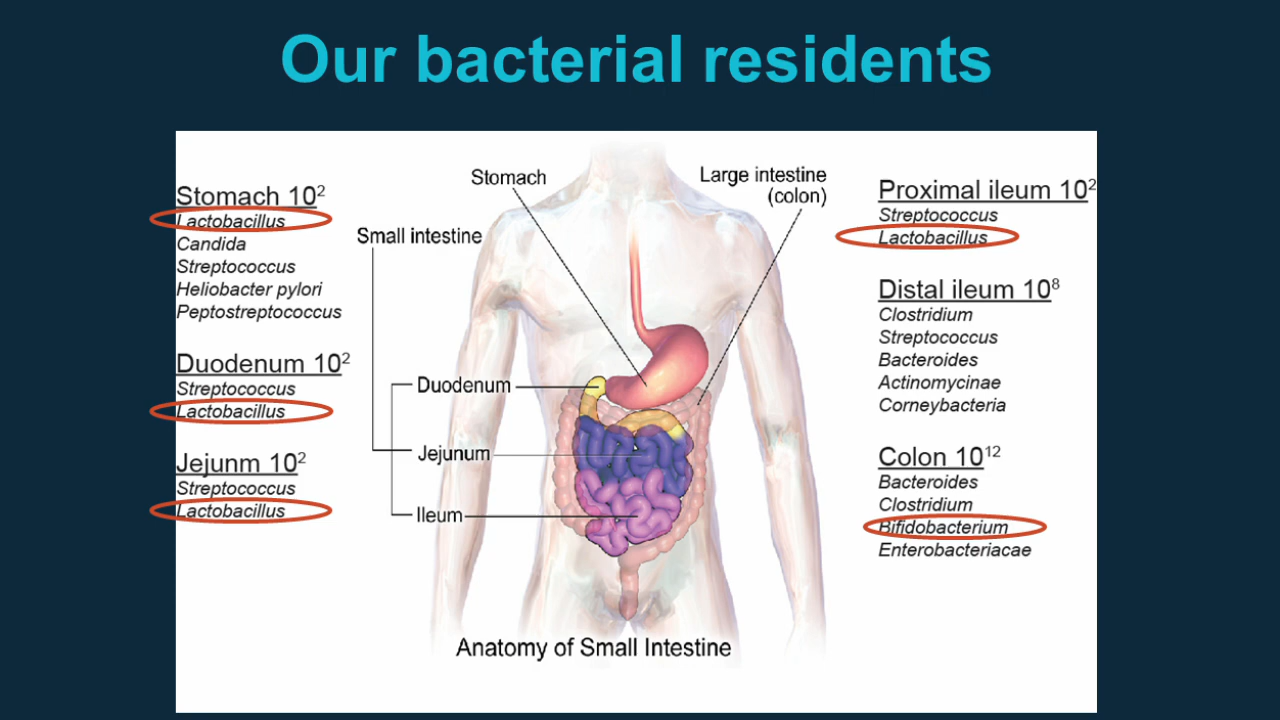 Our bacterial residents
Stomach 10²
Lactobacillus
Candida
Streptococcus
Heliobacter pylori
Peptostreptococcus
Duodenum 10²
Streptococcus
Lactobacillus
Jejunm 10²
Streptococcus
Lactobacillus
Stomach
Large intestine
(colon)
Small intestine
Duodenum
Jejunum
Ileum
Anatomy of Small Intestine
Proximal ileum 10²
Streptococcus
Lactobacillus
Distal ileum 10⁸
Clostridium
Streptococcus
Bacteroides
Actinomycinae
Corneybacteria
Colon 10¹²
Bacteroides
Clostridium
Bifidobacterium
Enterobacteriacae